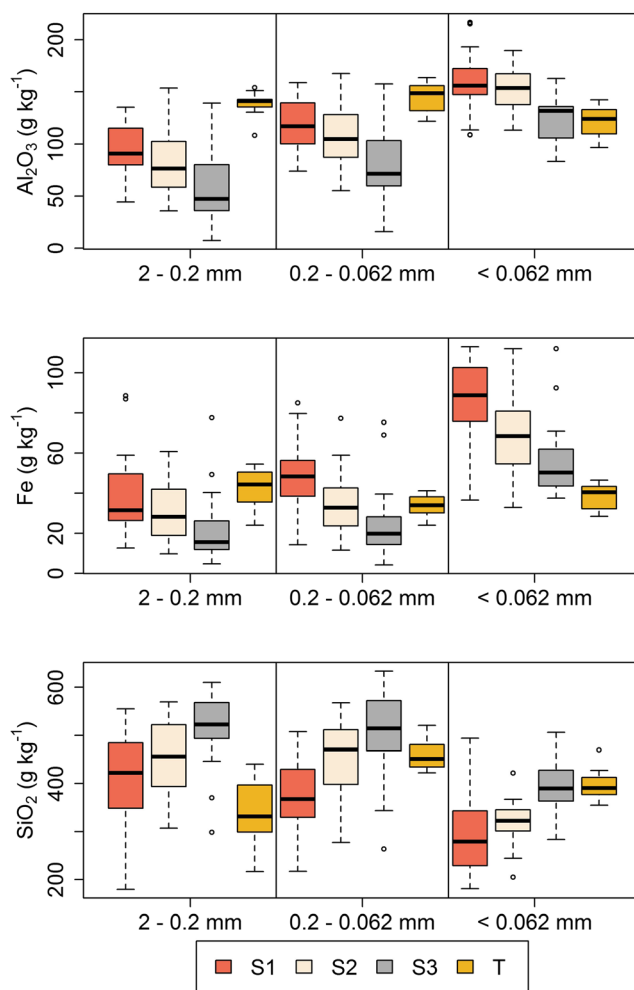 Al₂O₃ (g kg⁻¹)
200
150
100
50
0
2 - 0.2 mm 0.2 - 0.062 mm < 0.062 mm
Fe (g kg⁻¹)
100
60
20
0
2 - 0.2 mm 0.2 - 0.062 mm < 0.062 mm
SiO₂ (g kg⁻¹)
600
400
200
2 - 0.2 mm 0.2 - 0.062 mm < 0.062 mm
S1 S2 S3 T